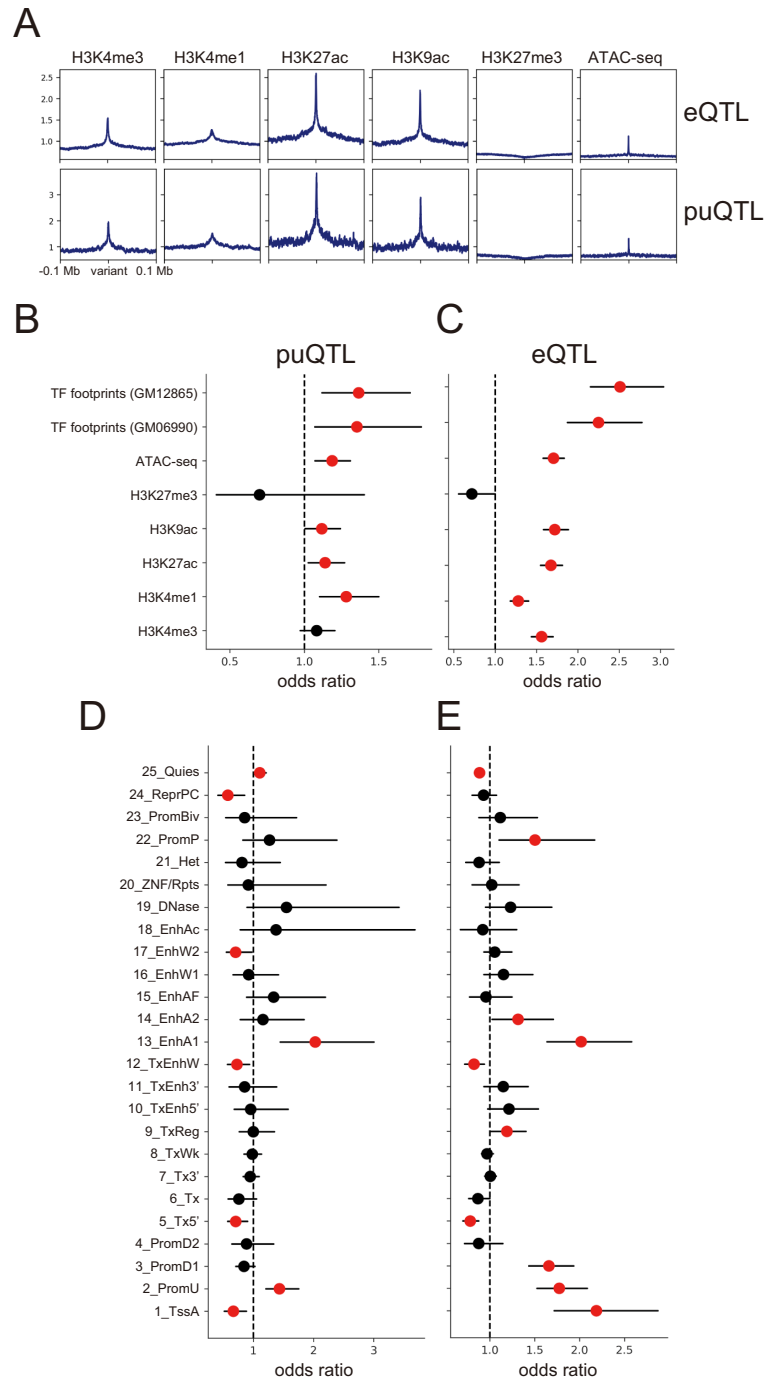 A
H3K4me3 H3K4me1 H3K27ac H3K9ac H3K27me3 ATAC-seq
2.5
2.0
1.5
1.0
eQTL
3
2
1
puQTL
-0.1 Mb variant 0.1 Mb
B C
puQTL eQTL
TF footprints (GM12865)
TF footprints (GM06990)
ATAC-seq
H3K27me3
H3K9ac
H3K27ac
H3K4me1
H3K4me3
0.5 1.0 1.5 0.5 1.0 1.5 2.0 2.5 3.0
odds ratio odds ratio
D E
25_Quies
24_ReprPC
23_PromBiv
22_PromP
21_Het
20_ZNF/Rpts
19_DNase
18_EnhAc
17_EnhW2
16_EnhW1
15_EnhAF
14_EnhA2
13_EnhA1
12_TxEnhW
11_TxEnh3'
10_TxEnh5'
9_TxReg
8_TxWk
7_Tx3'
6_Tx
5_Tx5'
4_PromD2
3_PromD1
2_PromU
1_TssA
1 2 3 1.0 1.5 2.0 2.5
odds ratio odds ratio